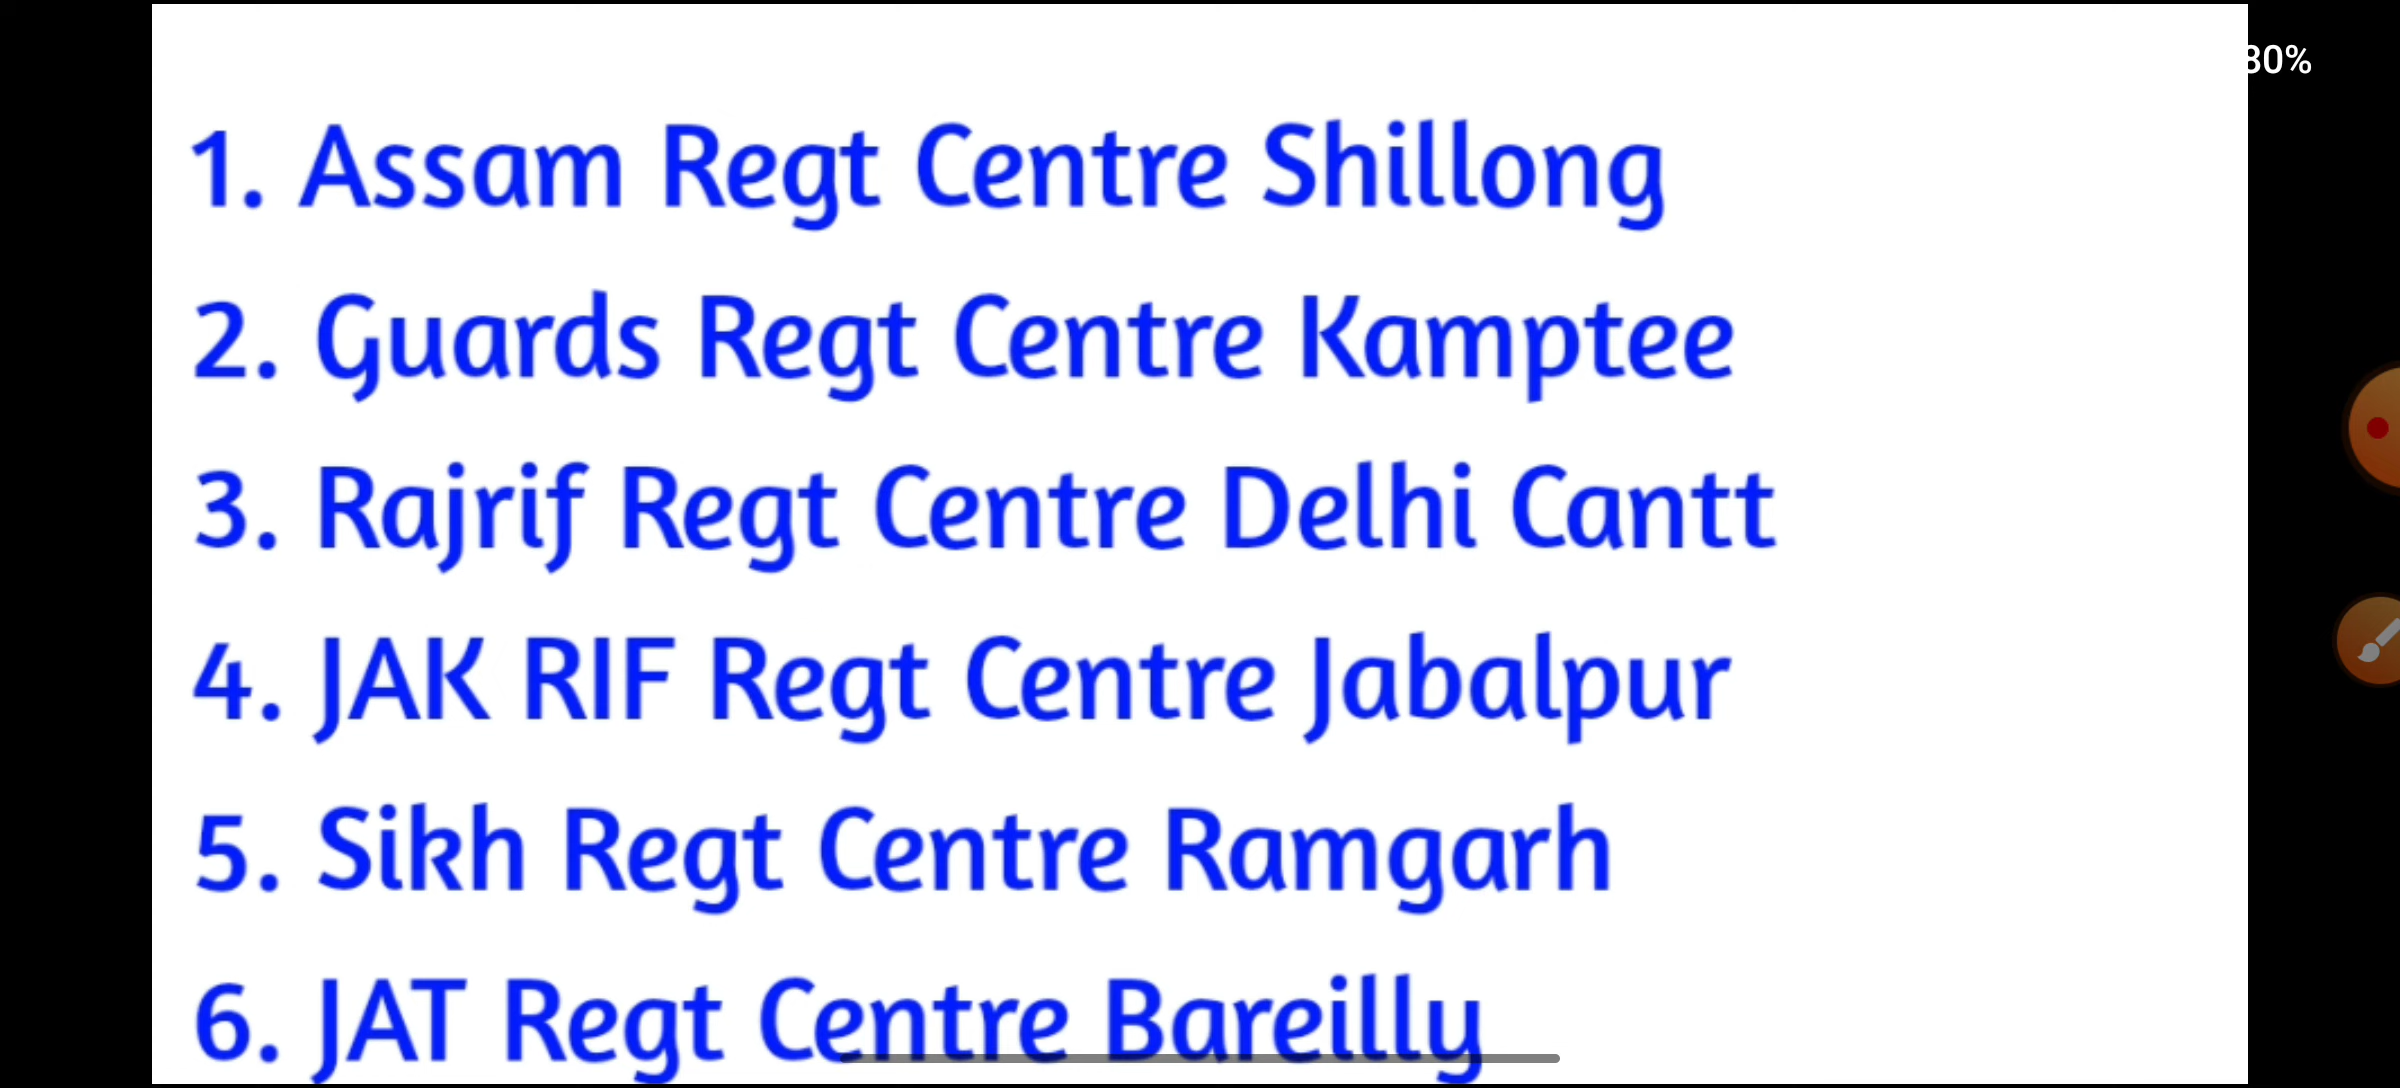 80%
1. Assam Regt Centre Shillong
2. Guards Regt Centre Kamptee
3. Rajrif Regt Centre Delhi Cantt
4. JAK RIF Regt Centre Jabalpur
5. Sikh Regt Centre Ramgarh
6. JAT Regt Centre Bareilly